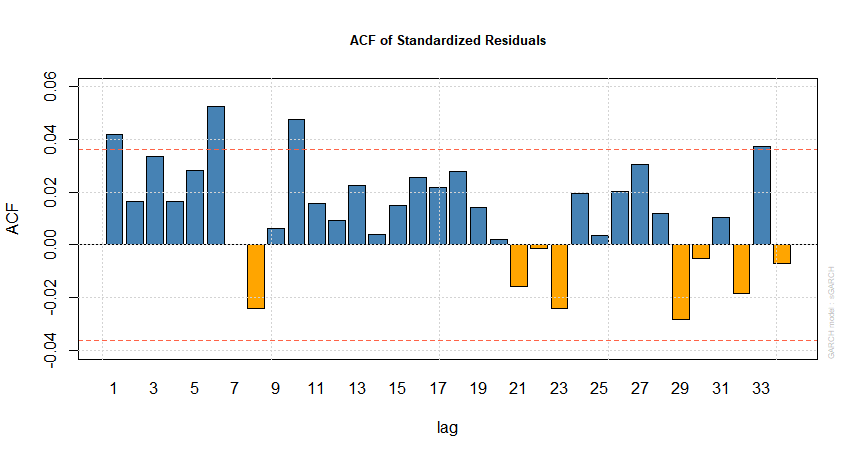 ACF of Standardized Residuals
ACF
0.06
0.04
0.02
0.00
-0.02
-0.04
1 3 5 7 9 11 13 15 17 19 21 23 25 27 29 31 33
lag
GARCH model : sGARCH